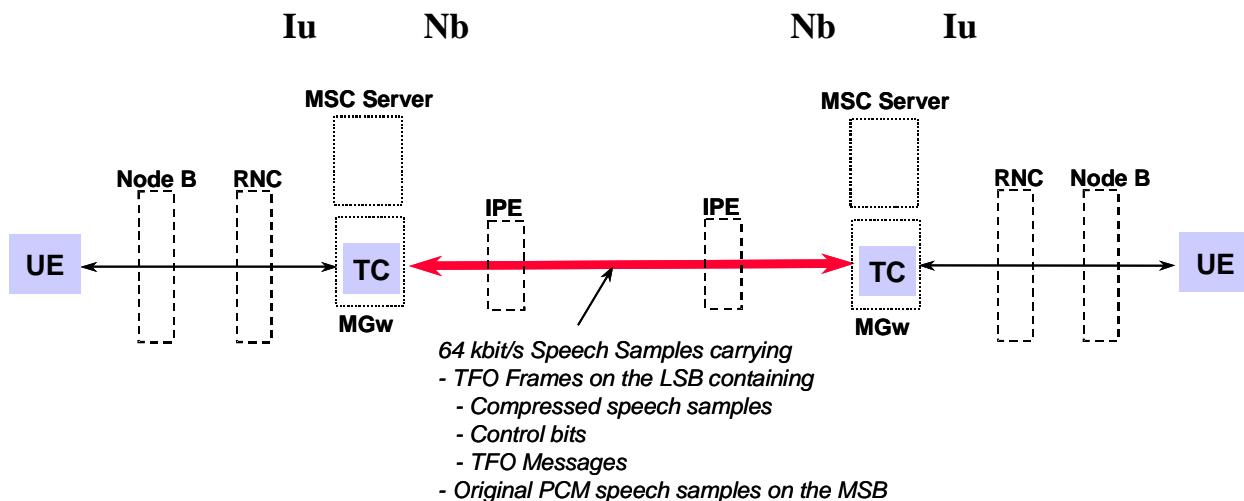 Iu Nb Nb Iu
MSC Server MSC Server
Node B RNC RNC Node B
IPE IPE
UE TC TC UE
MGw MGw
64 kbit/s Speech Samples carrying
- TFO Frames on the LSB containing
- Compressed speech samples
- Control bits
- TFO Messages
- Original PCM speech samples on the MSB